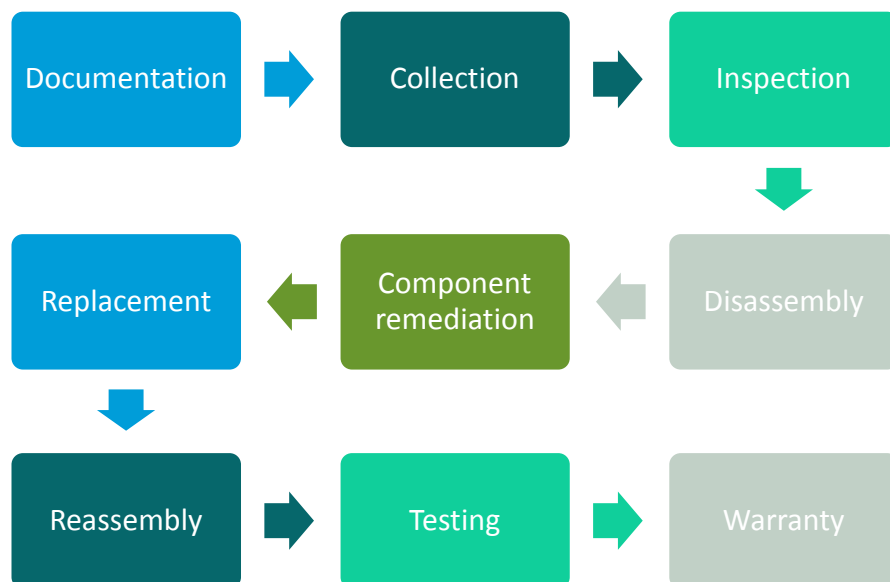 Documentation
Collection
Inspection
Disassembly
Component
remediation
Replacement
Reassembly
Testing
Warranty